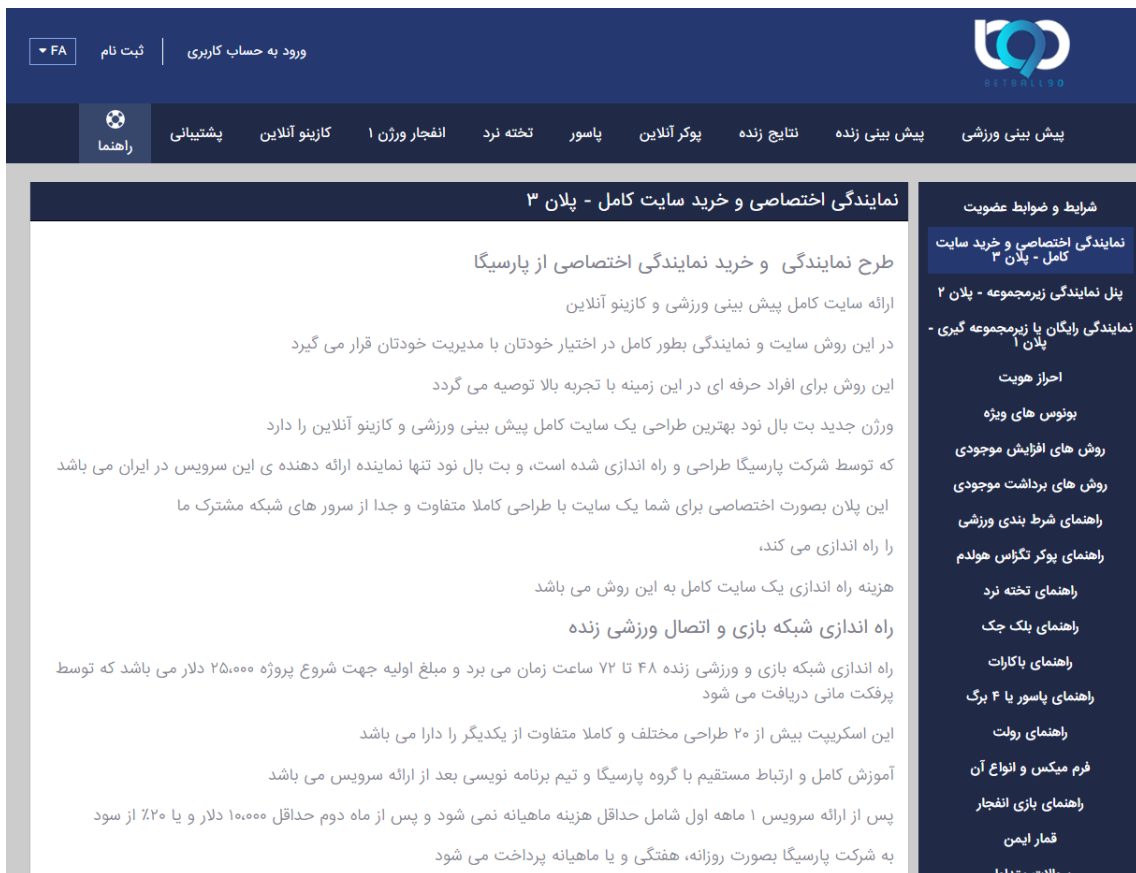 BETBALL90
ورود به حساب کاربری
ثبت نام
FA
پیش بینی ورزشی
پیش بینی زنده
نتایج زنده
پوکر آنلاین
پاسور
تخته نرد
انفجار ورژن ۱
کازینو آنلاین
پشتیبانی
راهنما
شرایط و ضوابط عضویت
نمایندگی اختصاصی و خرید سایت
کامل - پلان ۳
پنل نمایندگی زیرمجموعه - پلان ۲
نمایندگی رایگان یا زیرمجموعه گیری -
پلان ۱
احراز هویت
بونوس های ویژه
روش های افزایش موجودی
روش های برداشت موجودی
راهنمای شرط بندی ورزشی
راهنمای پوکر تگزاس هولدم
راهنمای تخته نرد
راهنمای بلک جک
راهنمای باکارات
راهنمای پاسور یا ۴ برگ
راهنمای رولت
فرم میکس و انواع آن
راهنمای بازی انفجار
قمار ایمن
نمایندگی اختصاصی و خرید سایت کامل - پلان ۳
طرح نمایندگی و خرید نمایندگی اختصاصی از پارسیگا
ارائه سایت کامل پیش بینی ورزشی و کازینو آنلاین
در این روش سایت و نمایندگی بطور کامل در اختیار خودتان با مدیریت خودتان قرار می گیرد
این روش برای افراد حرفه ای در این زمینه با تجربه بالا توصیه می گردد
ورژن جدید بت بال نود بهترین طراحی یک سایت کامل پیش بینی ورزشی و کازینو آنلاین را دارد
که توسط شرکت پارسیگا طراحی و راه اندازی شده است، و بت بال نود تنها نماینده ارائه دهنده ی این سرویس در ایران می باشد
این پلان بصورت اختصاصی برای شما یک سایت با طراحی کاملا متفاوت و جدا از سرور های شبکه مشترک ما
را راه اندازی می کند،
هزینه راه اندازی یک سایت کامل به این روش می باشد
راه اندازی شبکه بازی و اتصال ورزشی زنده
راه اندازی شبکه بازی و ورزشی زنده ۴۸ تا ۷۲ ساعت زمان می برد و مبلغ اولیه جهت شروع پروژه ۲۵،۰۰۰ دلار می باشد که توسط
پرفکت مانی دریافت می شود
این اسکریپت بیش از ۲۰ طراحی مختلف و کاملا متفاوت از یکدیگر را دارا می باشد
آموزش کامل و ارتباط مستقیم با گروه پارسیگا و تیم برنامه نویسی بعد از ارائه سرویس می باشد
پس از ارائه سرویس ۱ ماهه اول شامل حداقل هزینه ماهیانه نمی شود و پس از ماه دوم حداقل ۱۰،۰۰۰ دلار و یا ۲۰٪ از سود
به شرکت پارسیگا بصورت روزانه، هفتگی و یا ماهیانه پرداخت می شود